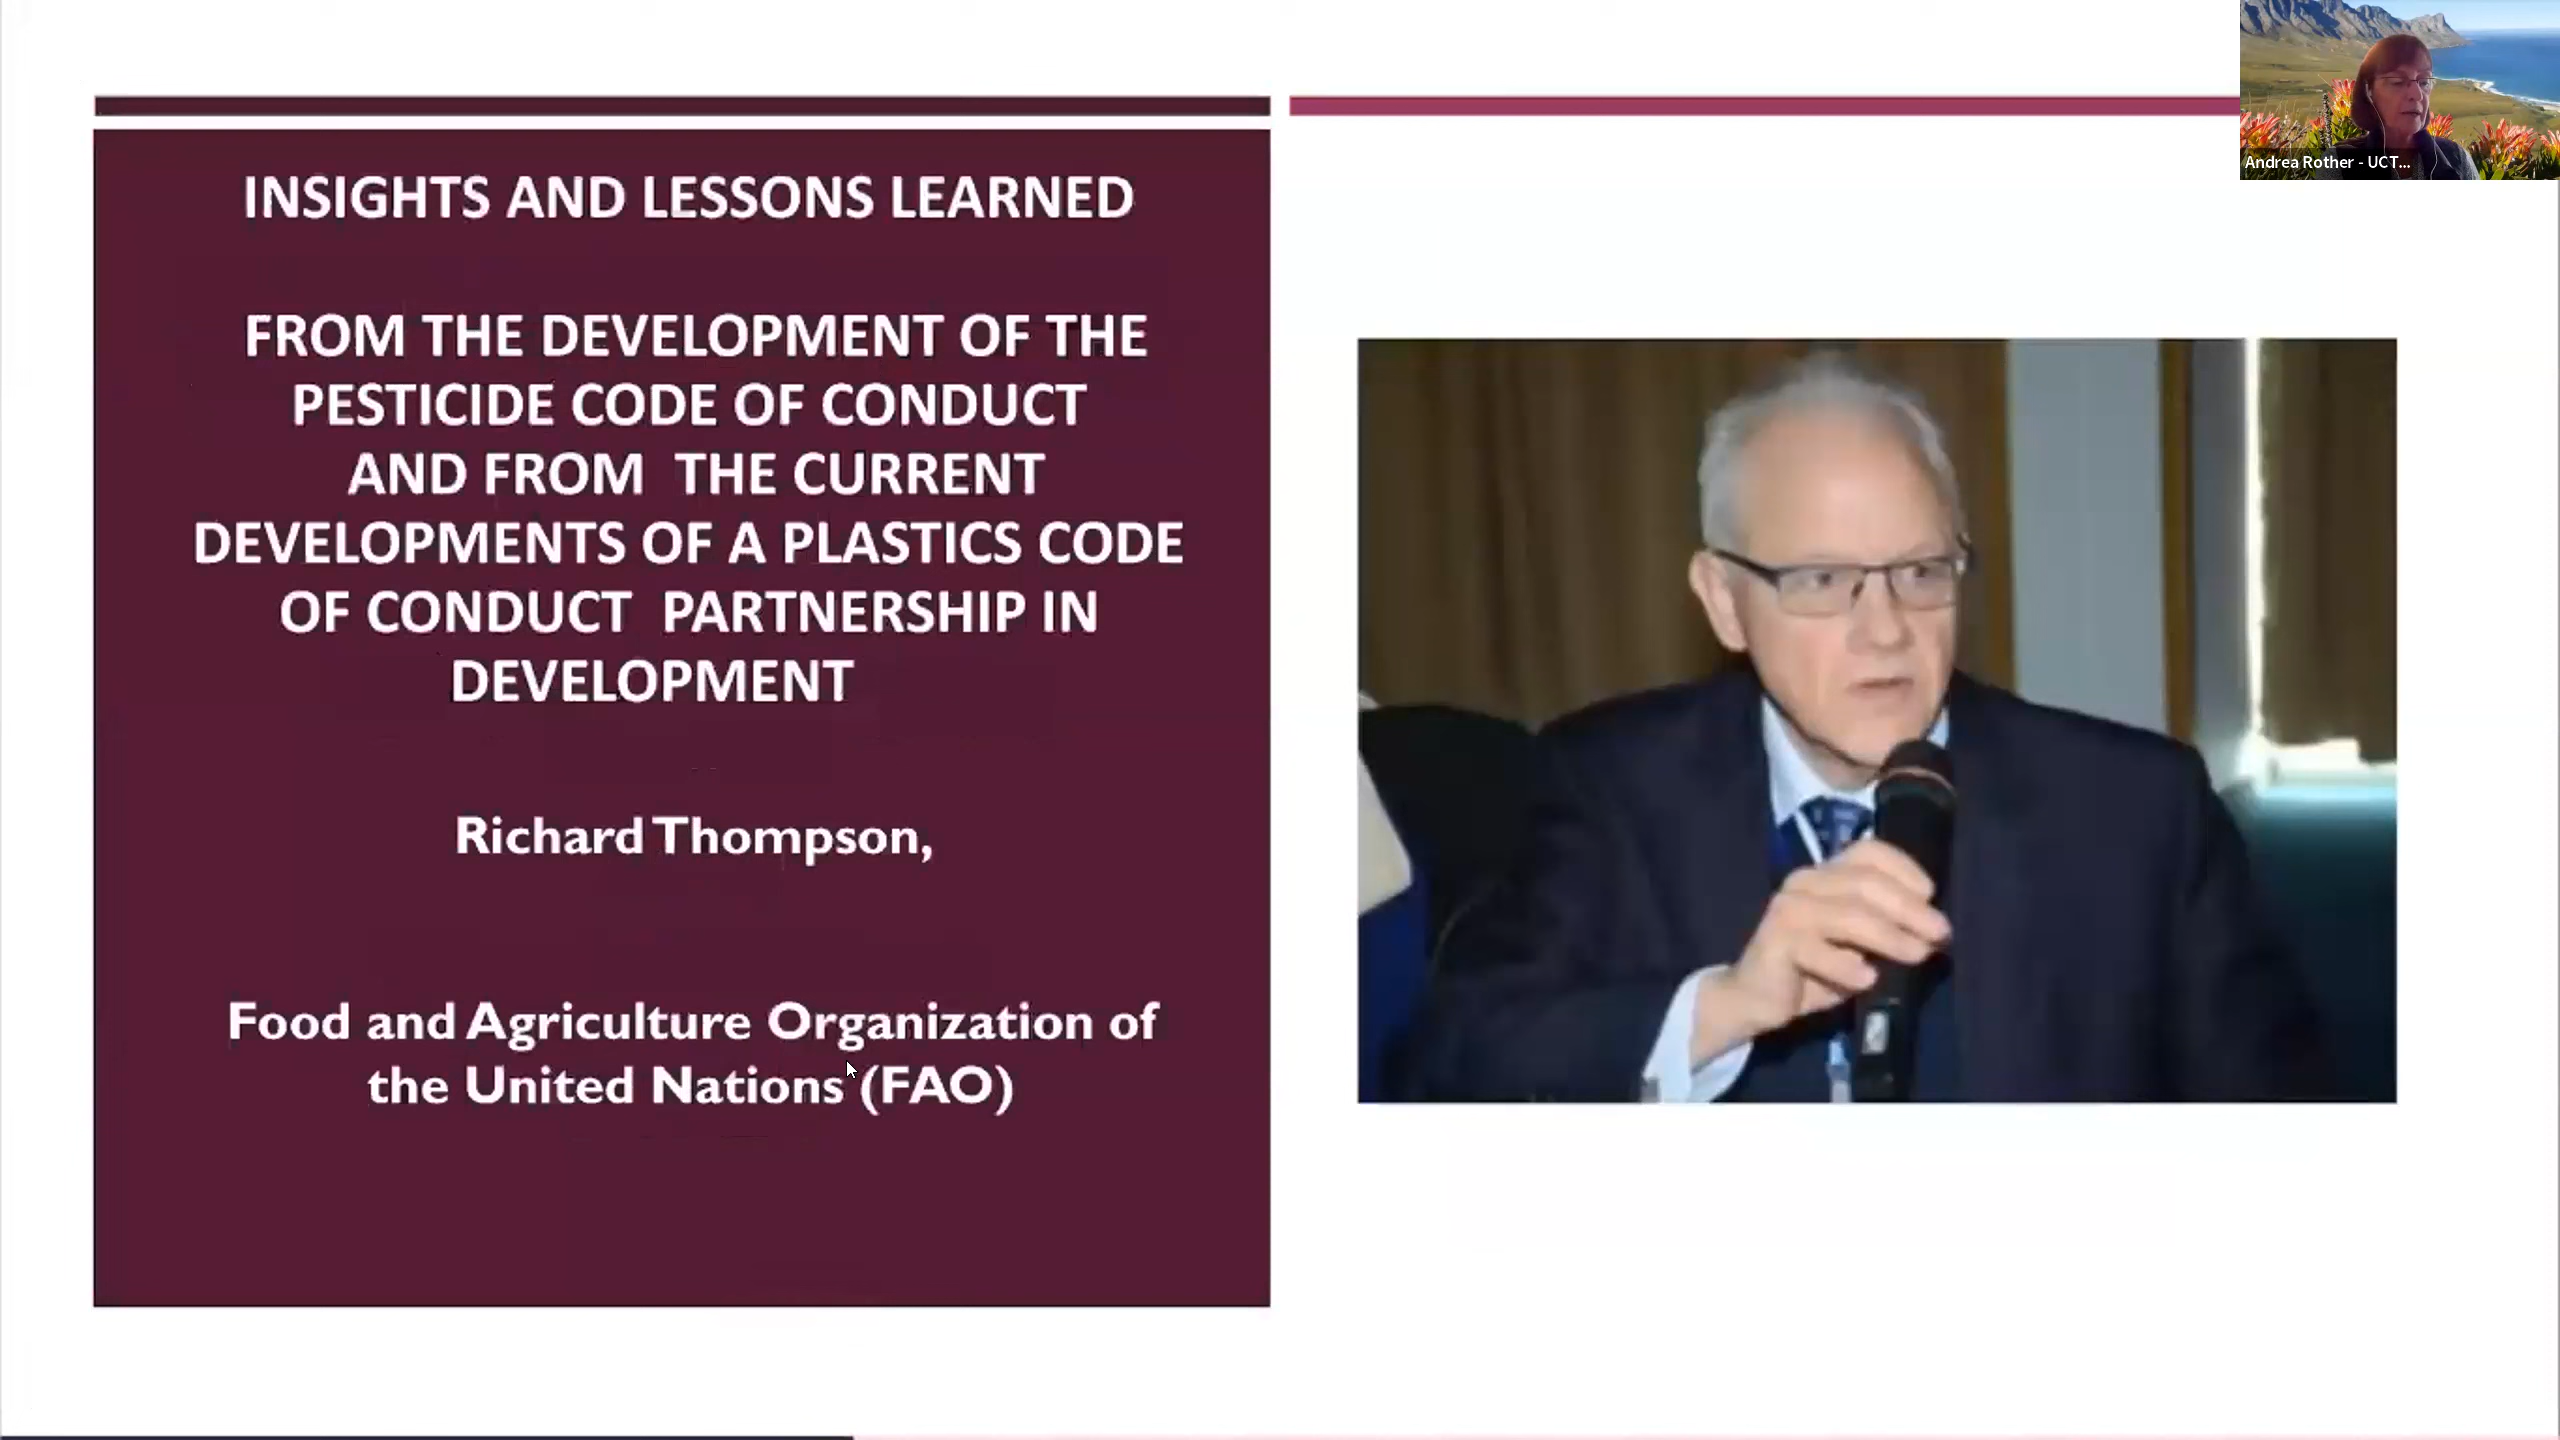 INSIGHTS AND LESSONS LEARNED
FROM THE DEVELOPMENT OF THE
PESTICIDE CODE OF CONDUCT
AND FROM THE CURRENT
DEVELOPMENTS OF A PLASTICS CODE
OF CONDUCT PARTNERSHIP IN
DEVELOPMENT
Richard Thompson,
Food and Agriculture Organization of
the United Nations (FAO)
Andrea Rother - UCT...